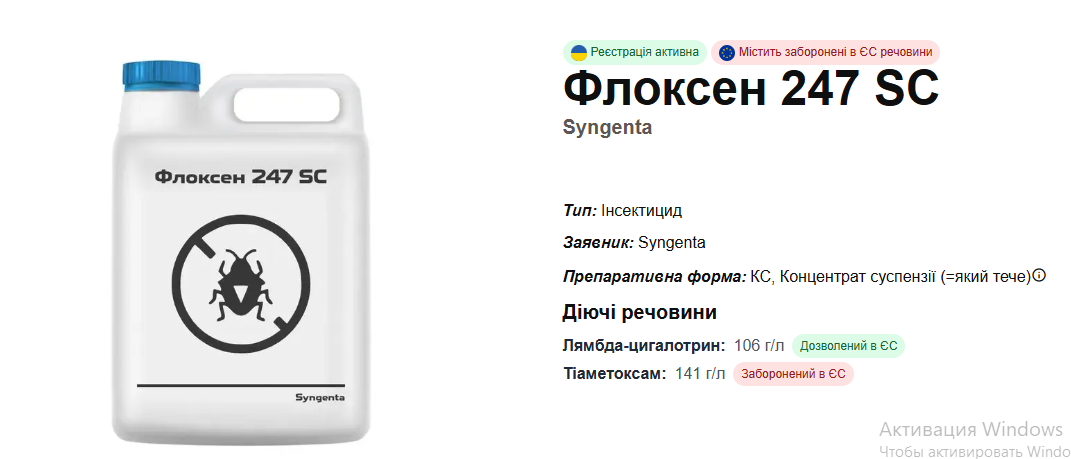 Реєстрація активна Містить заборонені в ЄС речовини
Флоксен 247 SC
Syngenta
Флоксен 247 SC
Syngenta
Тип: Інсектицид
Заявник: Syngenta
Препаративна форма: КС, Концентрат суспензії (=який тече)
Діючі речовини
Лямбда-цигалотрин: 106 г/л Дозволений в ЄС
Тіаметоксам: 141 г/л Заборонений в ЄС
Активация Windows
Чтобы активировать Windo